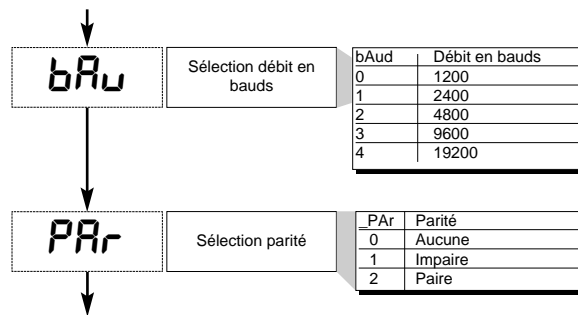 bAu
Sélection débit en
bauds
bAud Débit en bauds
0 1200
1 2400
2 4800
3 9600
4 19200
PAr
Sélection parité
_PAr Parité
0 Aucune
1 Impaire
2 Paire